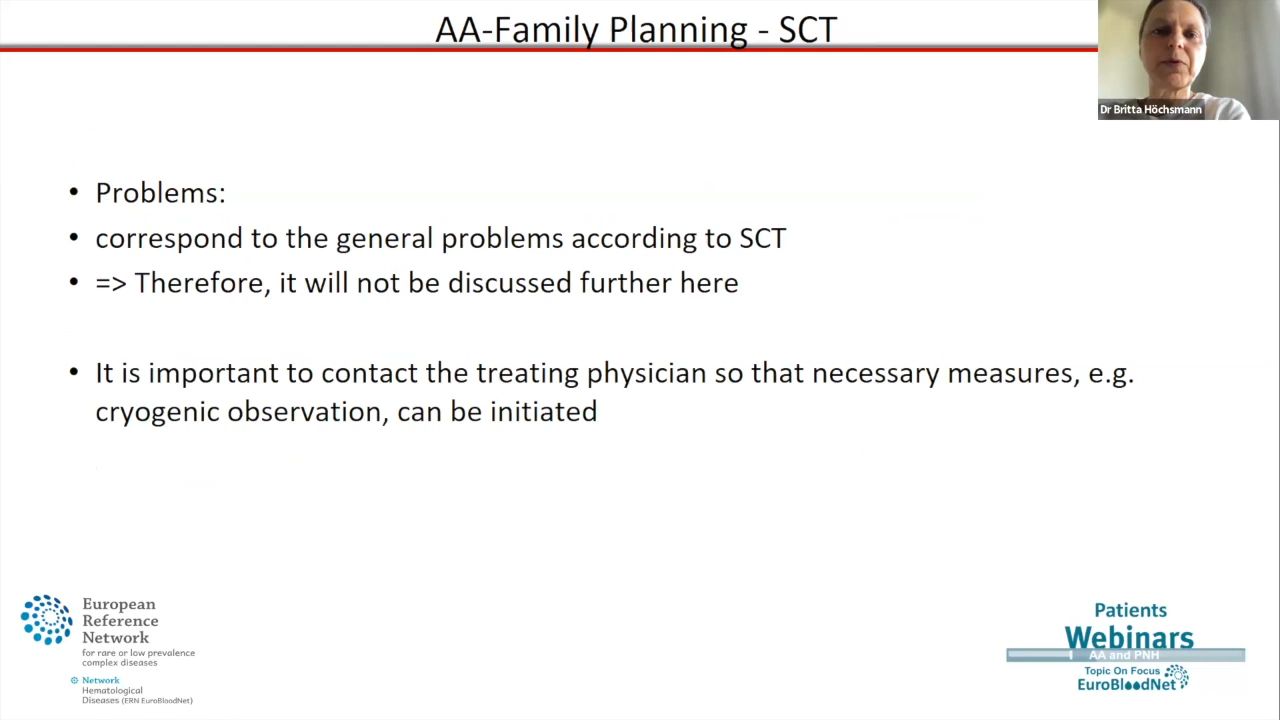 AA-Family Planning - SCT
Dr Britta Höchsmann
• Problems:
• correspond to the general problems according to SCT
• => Therefore, it will not be discussed further here
• It is important to contact the treating physician so that necessary measures, e.g.
cryogenic observation, can be initiated
European
Reference
Network
for rare or low prevalence
complex diseases
Network
Hematological
Diseases (ERN EuroBloodNet)
Patients
Webinars
AA and PNH
Topic On Focus
EuroBloodNet